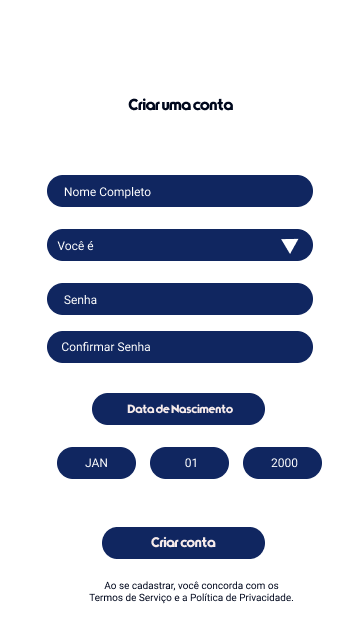 Criar uma conta
Nome Completo
Você é
Senha
Confirmar Senha
Data de Nascimento
JAN 01 2000
Criar conta
Ao se cadastrar, você concorda com os
Termos de Serviço e a Política de Privacidade.